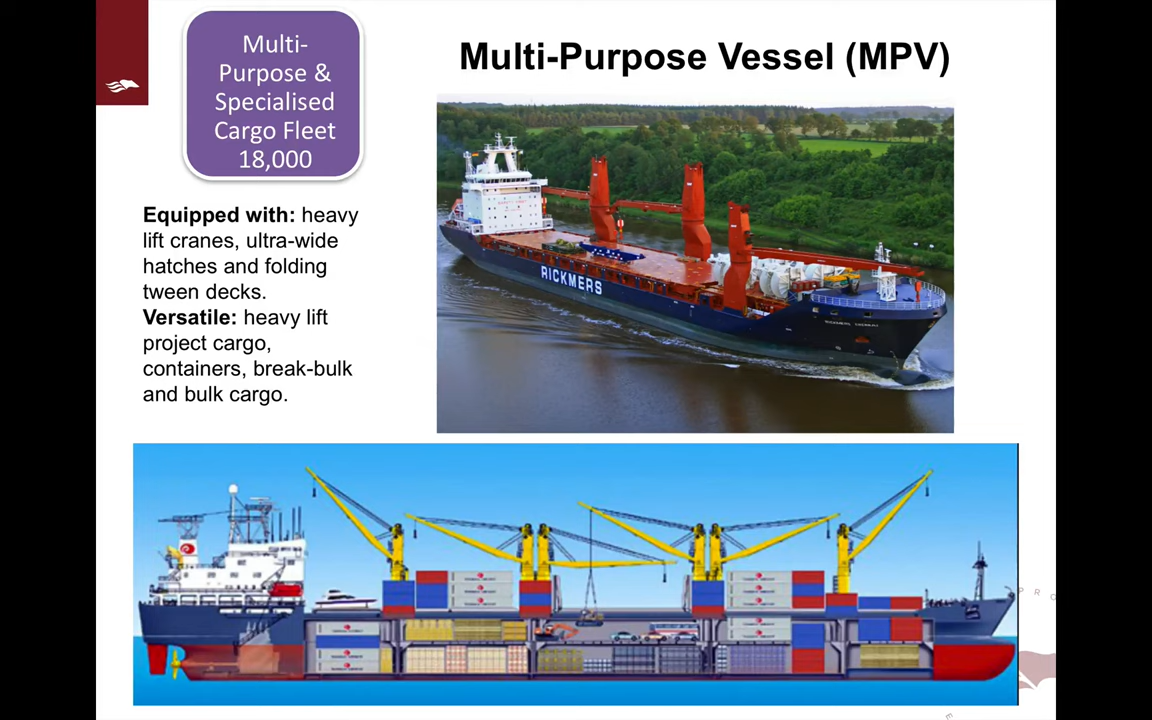 Multi-
Purpose &
Specialised
Cargo Fleet
18,000
Multi-Purpose Vessel (MPV)
Equipped with: heavy
lift cranes, ultra-wide
hatches and folding
tween decks.
Versatile: heavy lift
project cargo,
containers, break-bulk
and bulk cargo.
RICKMERS
P R O
E